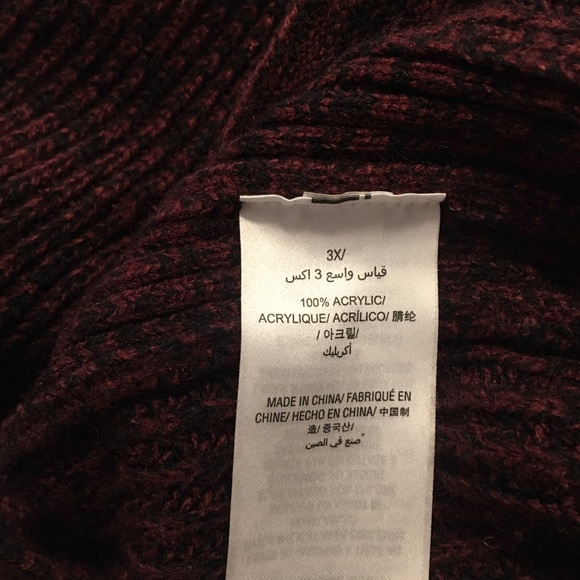 3X/
قياس واسع 3 اكس
100% ACRYLIC/
ACRYLIQUE/ ACRÍLICO/ 腈纶
/ 아크릴/
أكريليك
MADE IN CHINA/ FABRIQUÉ EN
CHINE/ HECHO EN CHINA/ 中国制
造/ 중국산/
صنع في الصين